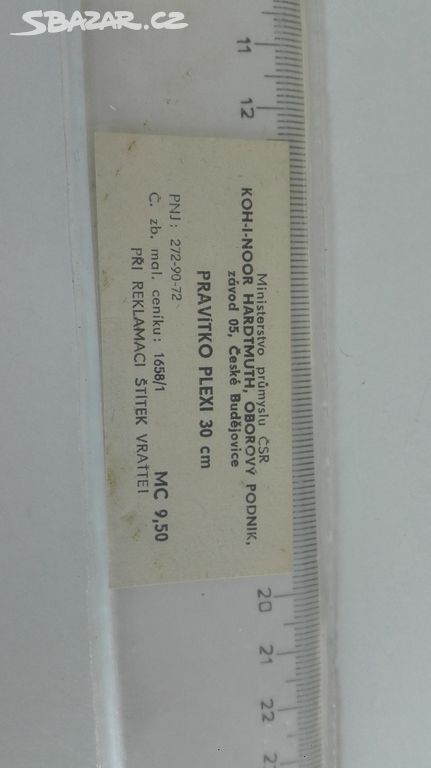 SBAZAR.CZ
11
12
Ministerstvo průmyslu ČSR
KOH-I-NOOR HARDTMUTH, OBOROVÝ PODNIK,
závod 05, České Budějovice
PRAVÍTKO PLEXI 30 cm
PNJ: 272-90-72
Č. zb. mal. ceníku: 1658/1 MC 9,50
PŘI REKLAMACI ŠTÍTEK VRAŤTE!
20
21
22